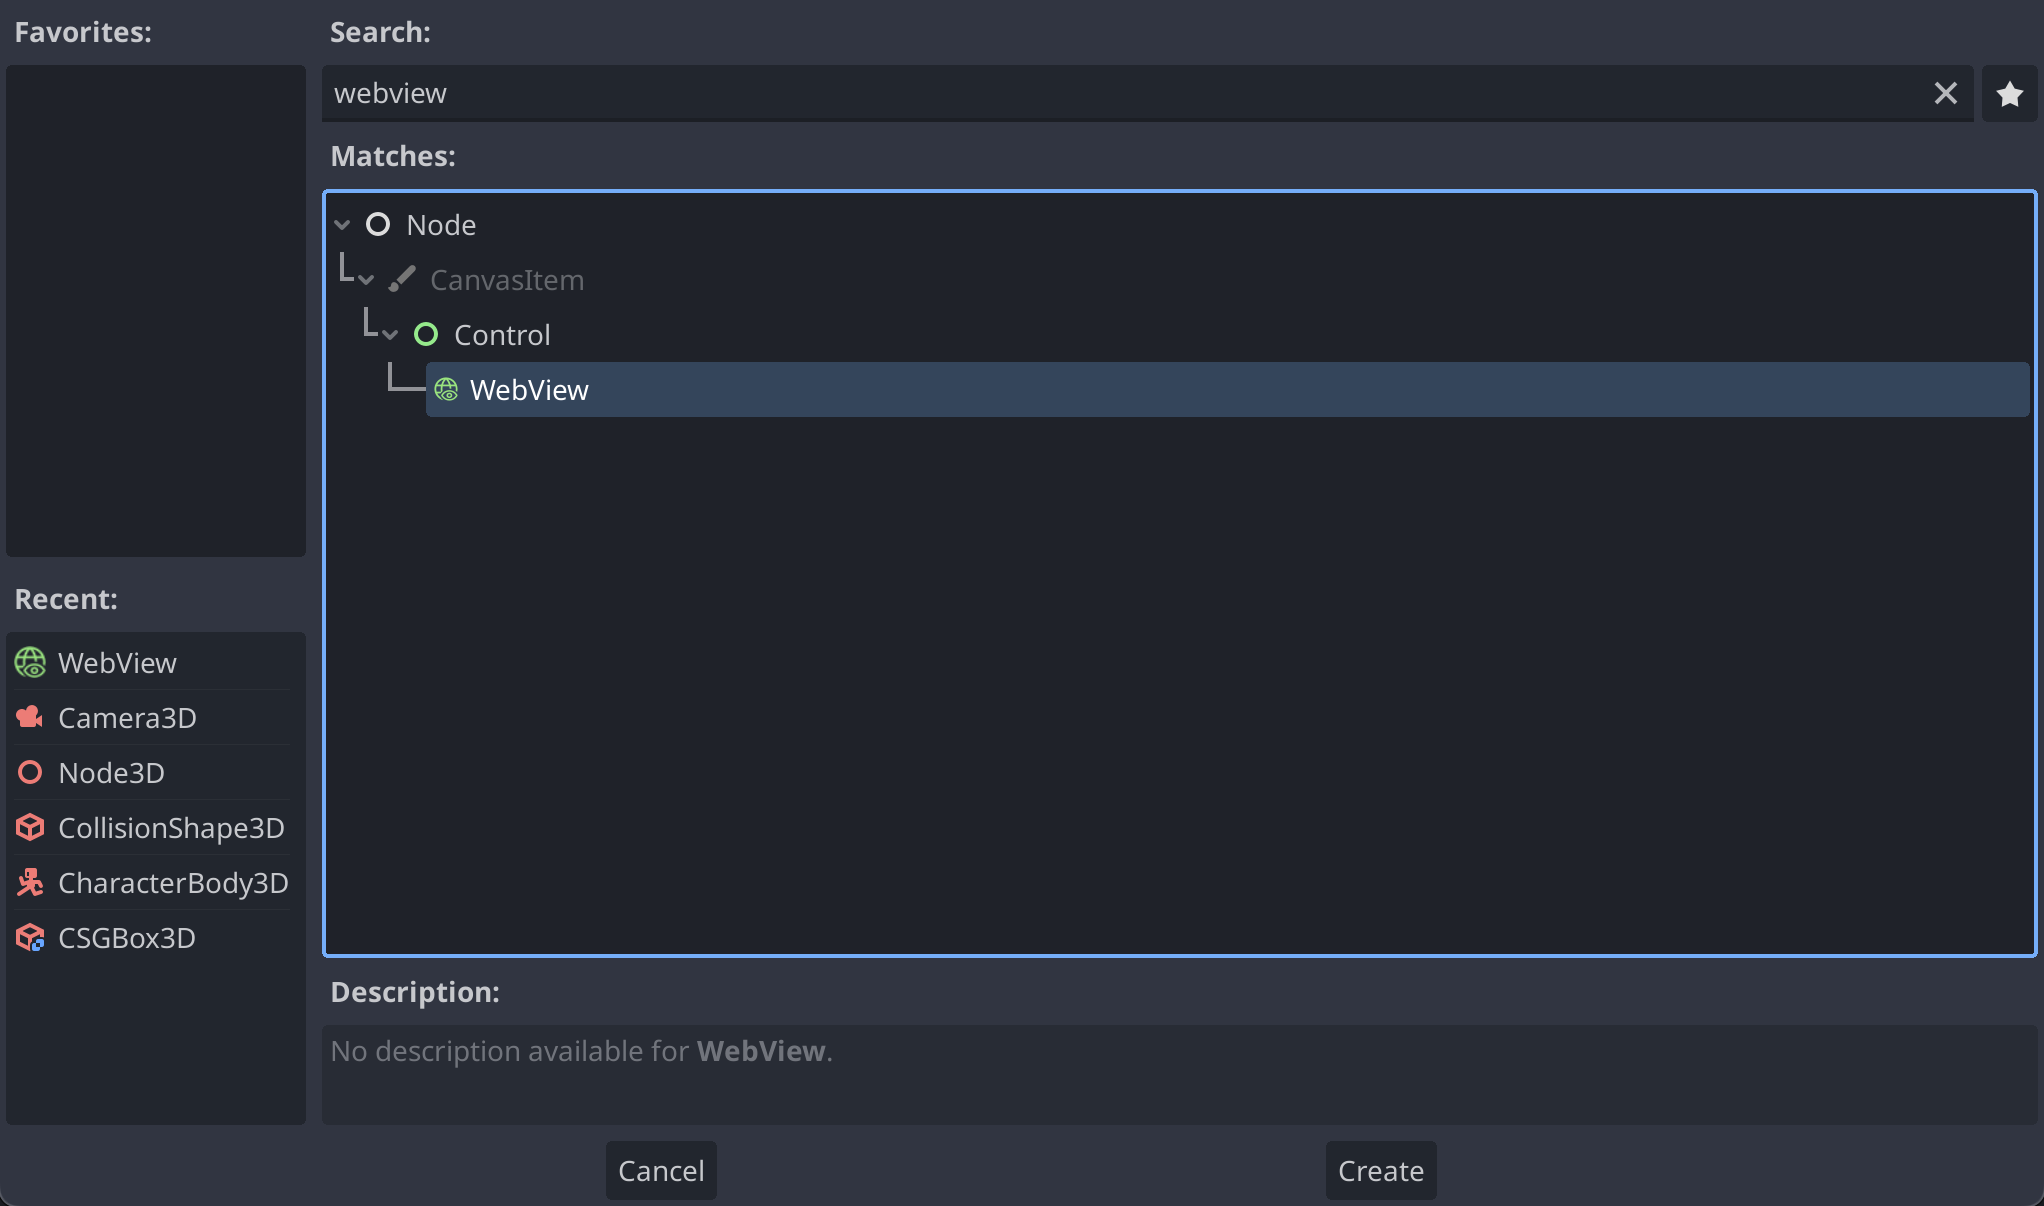 Favorites:
Search:
webview
Matches:
Node
CanvasItem
Control
WebView
Recent:
WebView
Camera3D
Node3D
CollisionShape3D
CharacterBody3D
CSGBox3D
Description:
No description available for WebView.
Cancel
Create